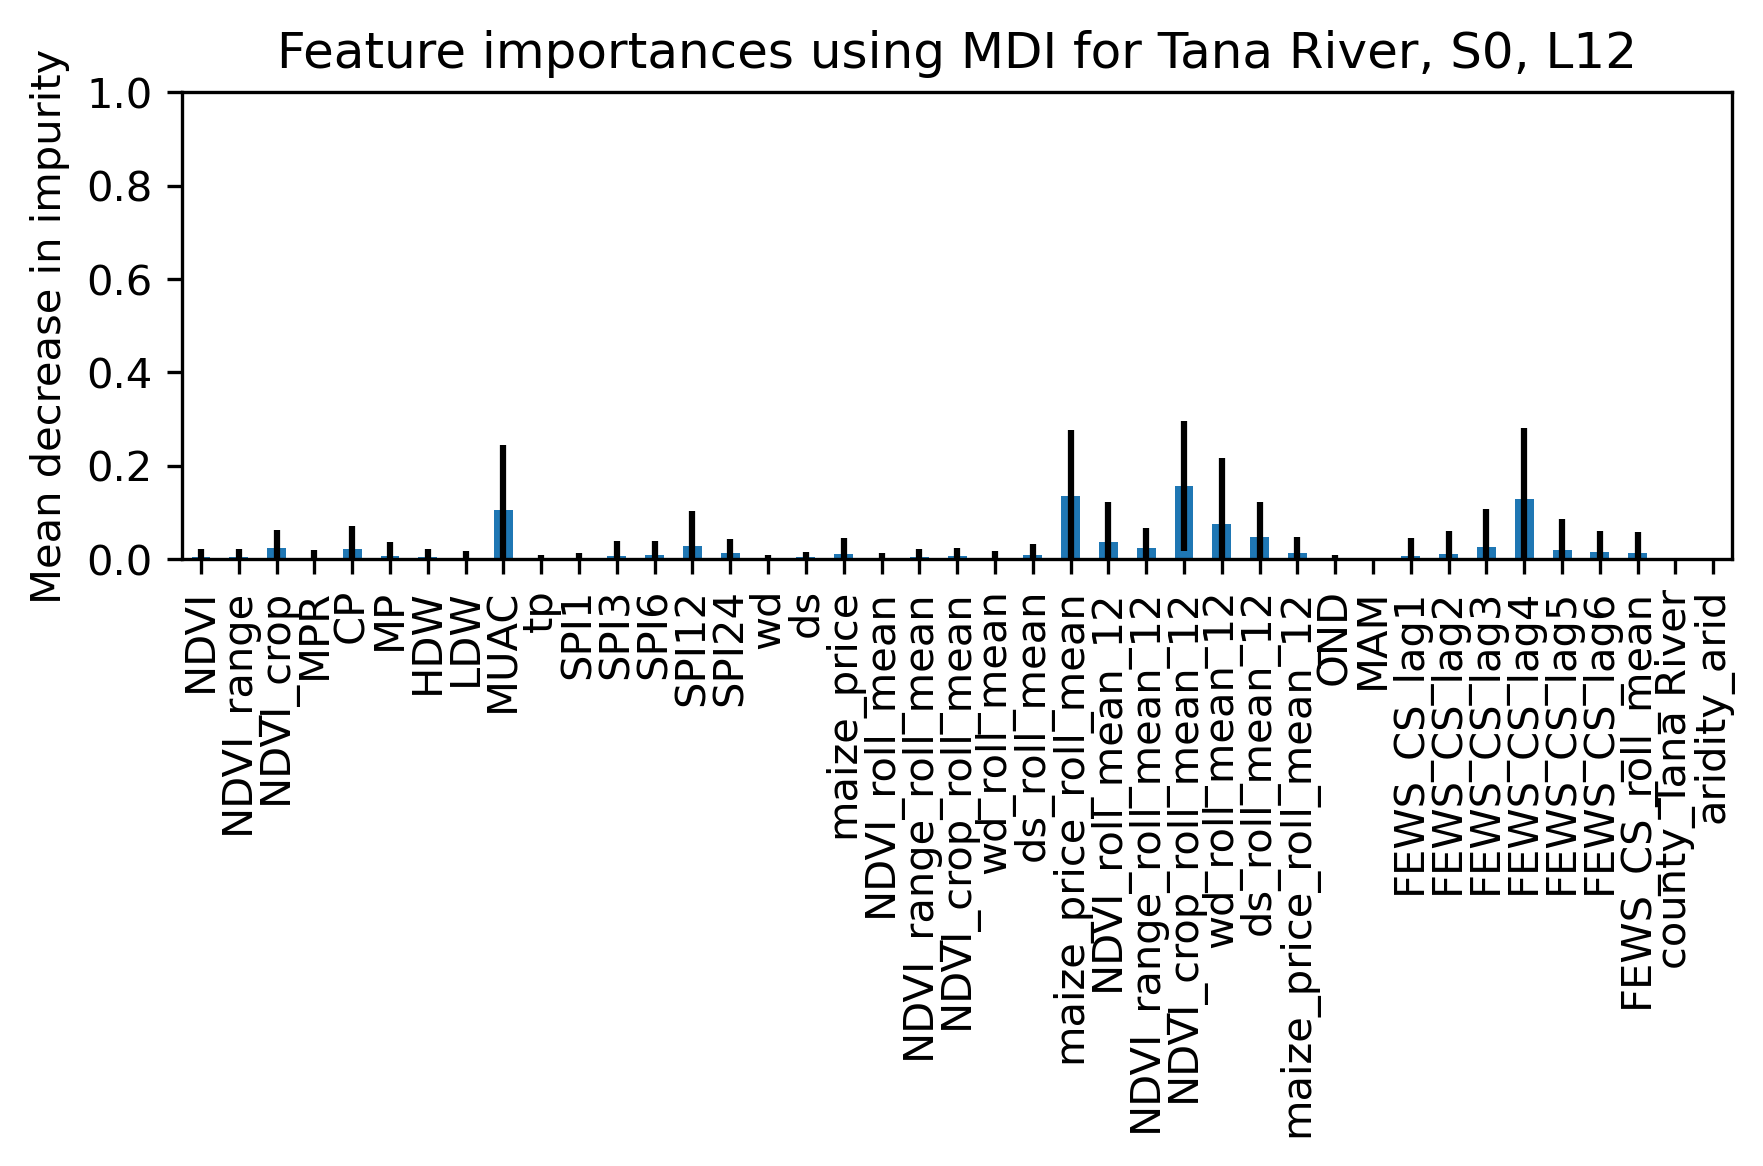 Feature importances using MDI for Tana River, S0, L12
Mean decrease in impurity
1.0
0.8
0.6
0.4
0.2
0.0
NDVI
NDVI_range
NDVI_crop
MPR
CP
MP
HDW
LDW
MUAC
tp
SPI1
SPI3
SPI6
SPI12
SPI24
wd
ds
maize_price
NDVI_roll_mean
NDVI_range_roll_mean
NDVI_crop_roll_mean
wd_roll_mean
ds_roll_mean
maize_price_roll_mean
NDVI_roll_mean_12
NDVI_range_roll_mean_12
NDVI_crop_roll_mean_12
wd_roll_mean_12
ds_roll_mean_12
maize_price_roll_mean_12
OND
MAM
FEWS_CS_lag1
FEWS_CS_lag2
FEWS_CS_lag3
FEWS_CS_lag4
FEWS_CS_lag5
FEWS_CS_lag6
FEWS_CS_roll_mean
county_Tana River
aridity_arid